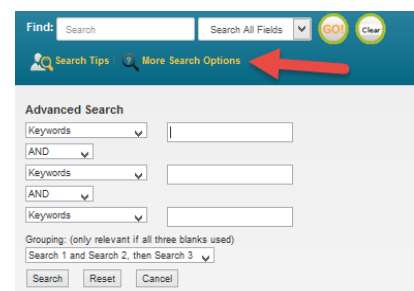 Find: Search Search All Fields GO! Clear
Search Tips | More Search Options
Advanced Search
Keywords
AND
Keywords
AND
Keywords
Grouping: (only relevant if all three blanks used)
Search 1 and Search 2, then Search 3
Search Reset Cancel